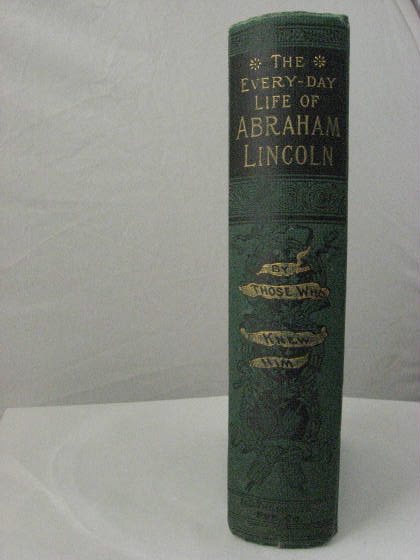 THE
EVERY-DAY
LIFE OF
ABRAHAM
LINCOLN
BY
THOSE WHO
KNEW
HIM